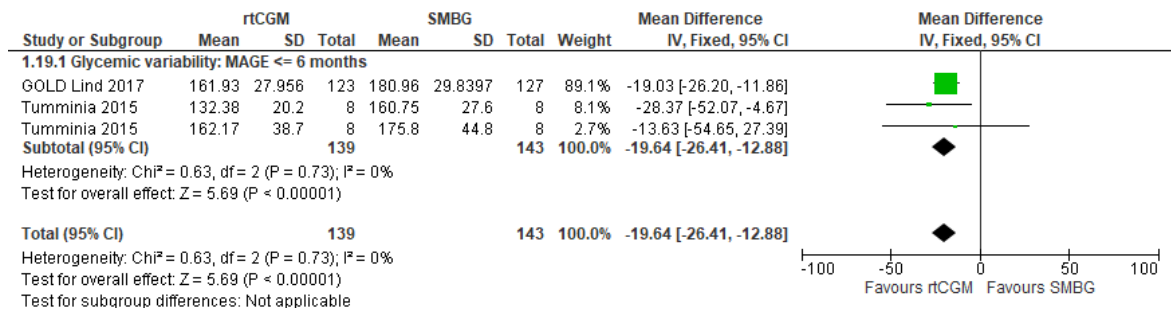 rtCGM SMBG Mean Difference Mean Difference
Study or Subgroup Mean SD Total Mean SD Total Weight IV, Fixed, 95% CI IV, Fixed, 95% CI
1.19.1 Glycemic variability: MAGE <= 6 months
GOLD Lind 2017 161.93 27.956 123 180.96 29.8397 127 89.1% -19.03 [-26.20, -11.86]
Tumminia 2015 132.38 20.2 8 160.75 27.6 8 8.1% -28.37 [-52.07, -4.67]
Tumminia 2015 162.17 38.7 8 175.8 44.8 8 2.7% -13.63 [-54.65, 27.39]
Subtotal (95% CI) 139 143 100.0% -19.64 [-26.41, -12.88]
Heterogeneity: Chi² = 0.63, df = 2 (P = 0.73); I² = 0%
Test for overall effect: Z = 5.69 (P < 0.00001)
Total (95% CI) 139 143 100.0% -19.64 [-26.41, -12.88]
Heterogeneity: Chi² = 0.63, df = 2 (P = 0.73); I² = 0%
Test for overall effect: Z = 5.69 (P < 0.00001)
Test for subgroup differences: Not applicable
-100 -50 0 50 100
Favours rtCGM Favours SMBG